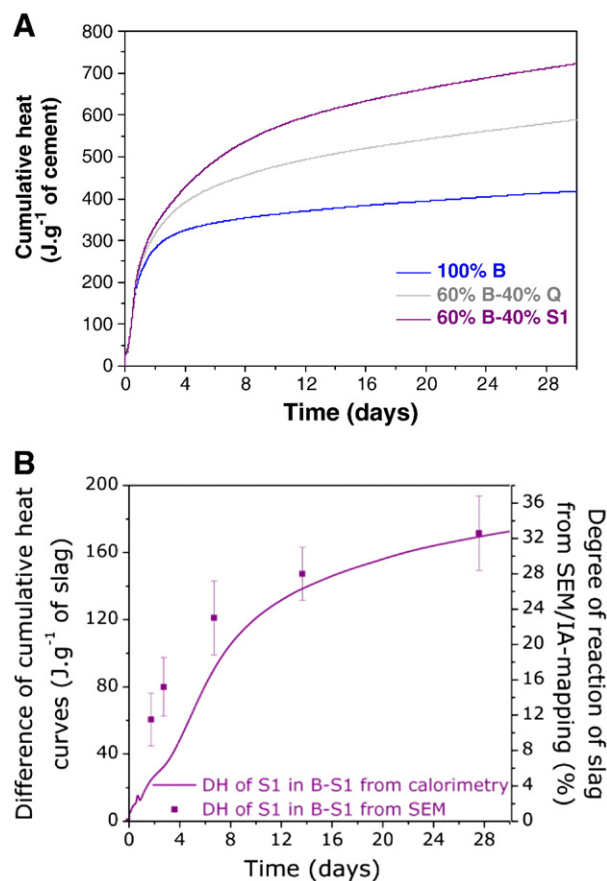 A
Cumulative heat
(J.g⁻¹ of cement)
800
700
600
500
400
300
200
100
0
100% B
60% B-40% Q
60% B-40% S1
0 4 8 12 16 20 24 28
Time (days)
B
Difference of cumulative heat
curves (J.g⁻¹ of slag)
200
160
120
80
40
0
36
32
28
24
20
16
12
8
4
0
Degree of reaction of slag
from SEM/IA-mapping (%)
DH of S1 in B-S1 from calorimetry
DH of S1 in B-S1 from SEM
0 4 8 12 16 20 24 28
Time (days)